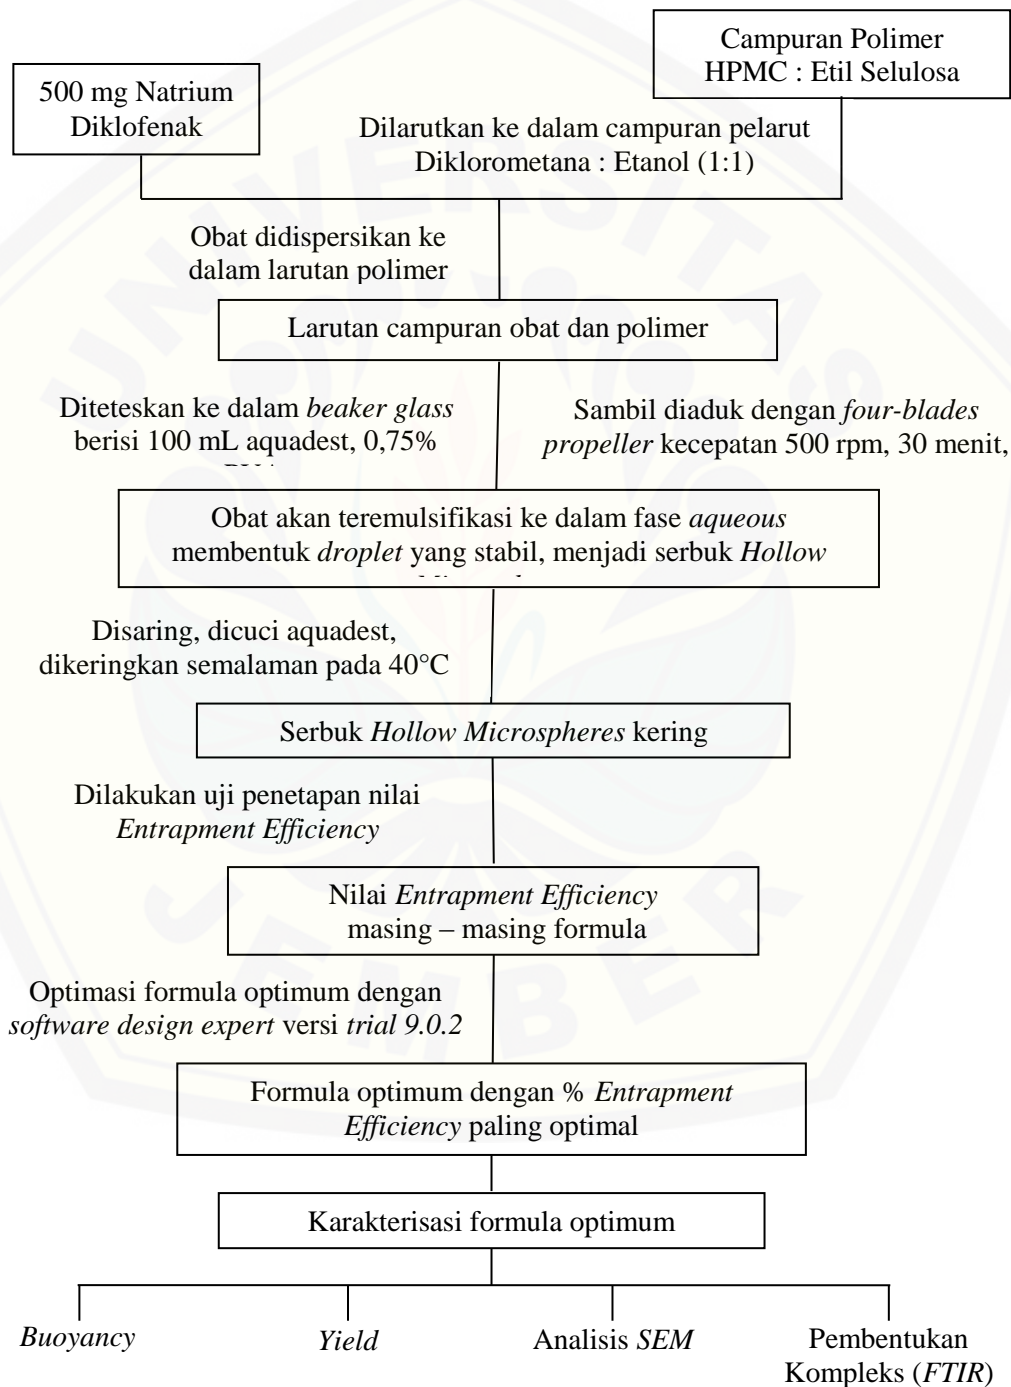 Campuran Polimer
HPMC : Etil Selulosa
500 mg Natrium
Diklofenak
Dilarutkan ke dalam campuran pelarut
Diklorometana : Etanol (1:1)
Obat didispersikan ke
dalam larutan polimer
Larutan campuran obat dan polimer
Diteteskan ke dalam beaker glass
berisi 100 mL aquadest, 0,75%
Sambil diaduk dengan four-blades
propeller kecepatan 500 rpm, 30 menit,
Obat akan teremulsifikasi ke dalam fase aqueous
membentuk droplet yang stabil, menjadi serbuk Hollow
Disaring, dicuci aquadest,
dikeringkan semalaman pada 40°C
Serbuk Hollow Microspheres kering
Dilakukan uji penetapan nilai
Entrapment Efficiency
Nilai Entrapment Efficiency
masing – masing formula
Optimasi formula optimum dengan
software design expert versi trial 9.0.2
Formula optimum dengan % Entrapment
Efficiency paling optimal
Karakterisasi formula optimum
Buoyancy
Yield
Analisis SEM
Pembentukan
Kompleks (FTIR)
UNIVERSITAS
JEMBER